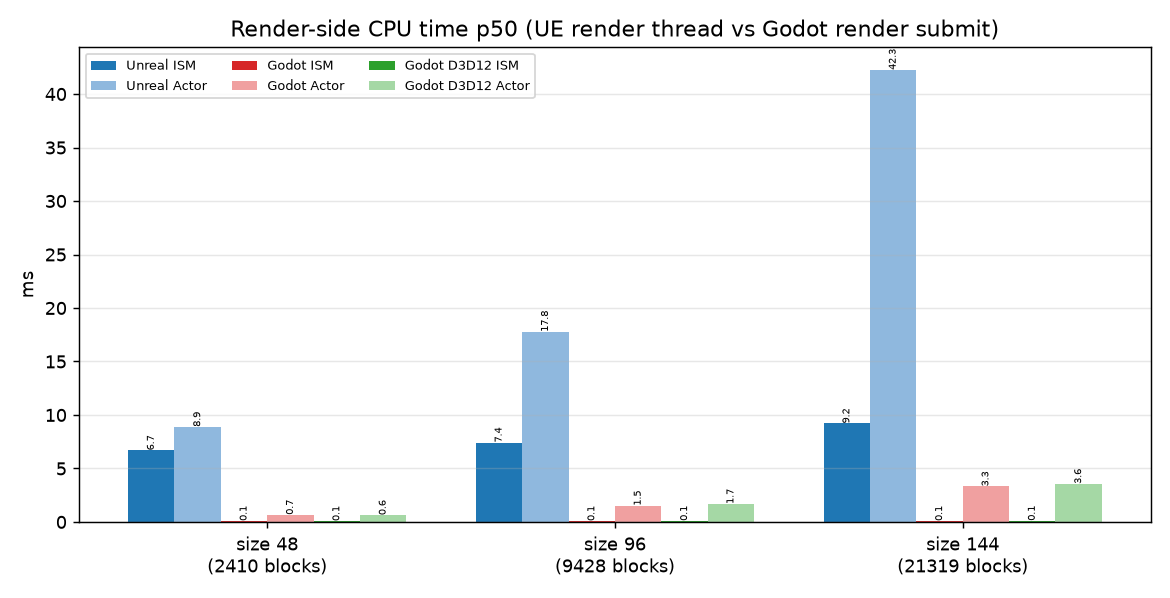 Render-side CPU time p50 (UE render thread vs Godot render submit)
Unreal ISM
Unreal Actor
Godot ISM
Godot Actor
Godot D3D12 ISM
Godot D3D12 Actor
ms
40
35
30
25
20
15
10
5
0
6.7
8.9
0.1
0.7
0.1
0.6
7.4
17.8
0.1
1.5
0.1
1.7
9.2
42.3
0.1
3.3
0.1
3.6
size 48
(2410 blocks)
size 96
(9428 blocks)
size 144
(21319 blocks)